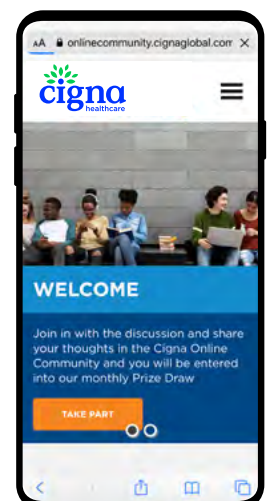 AA onlinecommunity.cignaglobal.com
cigna
healthcare
WELCOME
Join in with the discussion and share
your thoughts in the Cigna Online
Community and you will be entered
into our monthly Prize Draw
TAKE PART